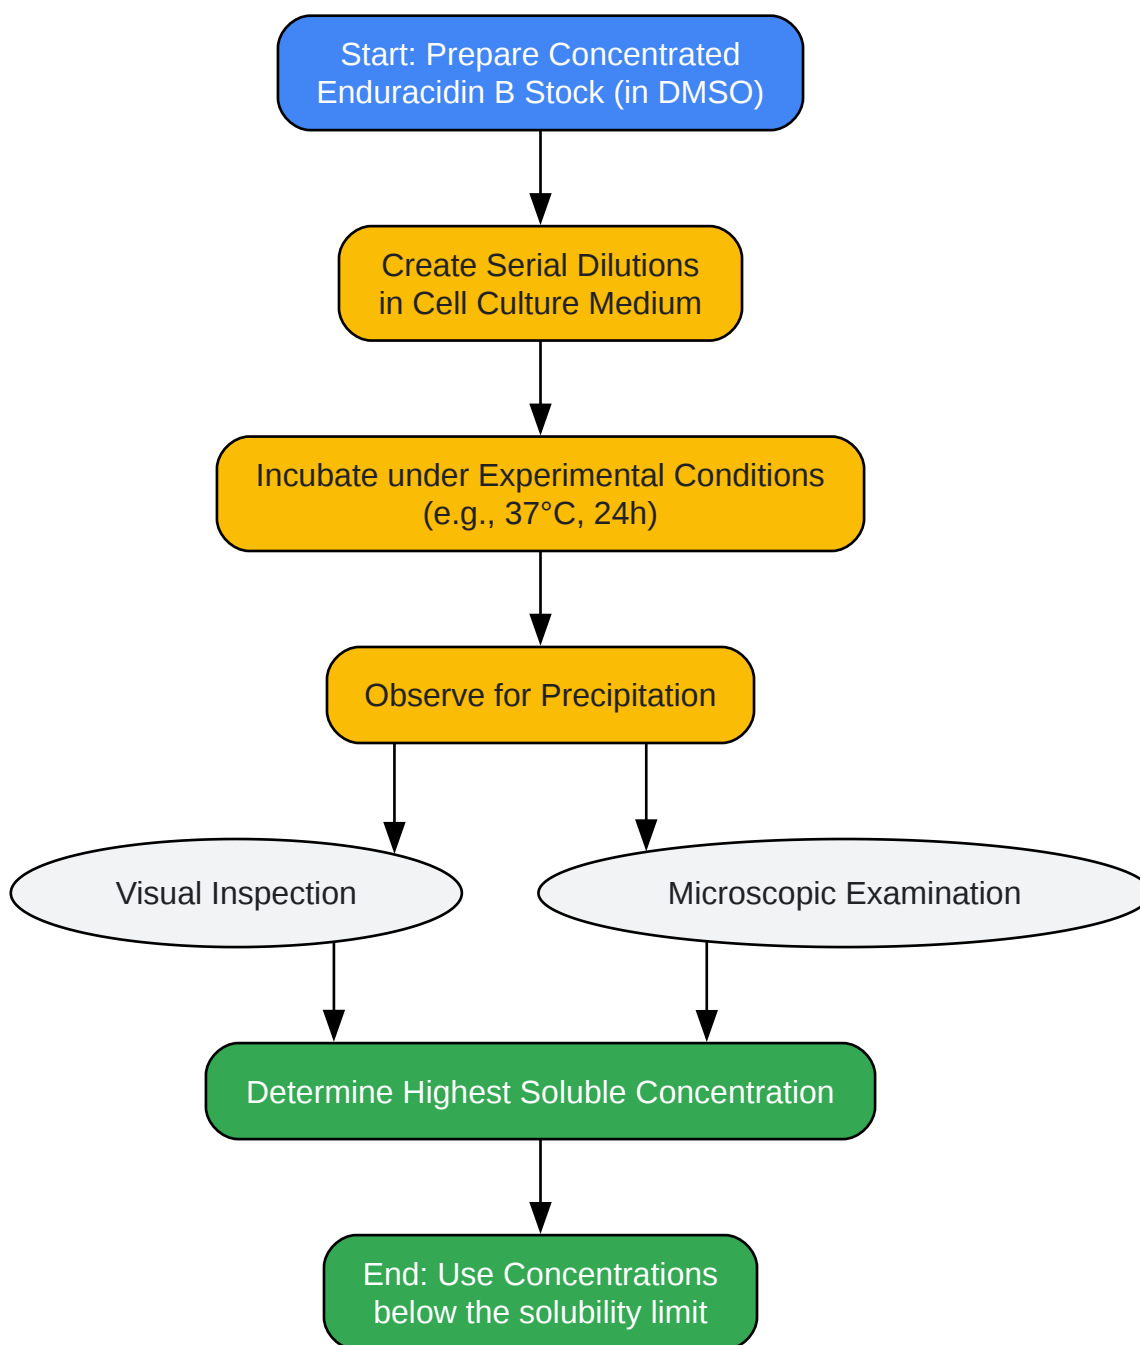 Start: Prepare Concentrated
Enduracidin B Stock (in DMSO)
Create Serial Dilutions
in Cell Culture Medium
Incubate under Experimental Conditions
(e.g., 37°C, 24h)
Observe for Precipitation
Visual Inspection
Microscopic Examination
Determine Highest Soluble Concentration
End: Use Concentrations
below the solubility limit